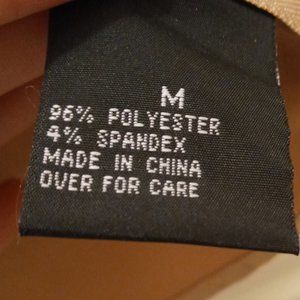 M
96% POLYESTER
4% SPANDEX
MADE IN CHINA
OVER FOR CARE